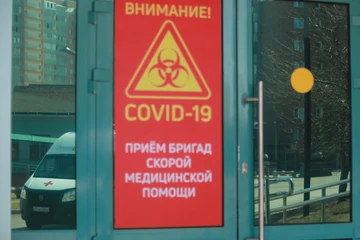 ВНИМАНИЕ!
COVID-19
ПРИЁМ БРИГАД
СКОРОЙ
МЕДИЦИНСКОЙ
ПОМОЩИ